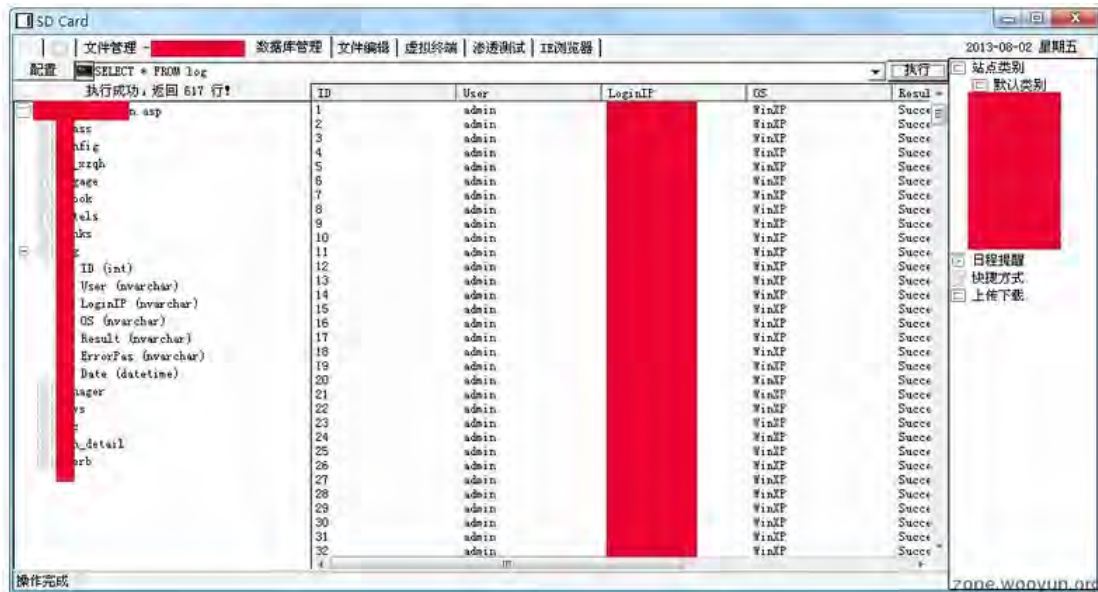 SD Card
文件管理 - 数据库管理 文件编辑 虚拟终端 渗透测试 IE浏览器 2013-08-02 星期五
配置 SELECT * FROM log 执行
执行成功,返回 617 行!
n.asp
ass
nfig
_xzqh
gage
ook
tels
nks
g
ID (int)
User (nvarchar)
LoginIP (nvarchar)
OS (nvarchar)
Result (nvarchar)
ErrorPas (nvarchar)
Date (datetime)
nager
ws
n_detail
orb
ID User LoginIP OS Resul
1 admin WinXP Succe
2 admin WinXP Succe
3 admin WinXP Succe
4 admin WinXP Succe
5 admin WinXP Succe
6 admin WinXP Succe
7 admin WinXP Succe
8 admin WinXP Succe
9 admin WinXP Succe
10 admin WinXP Succe
11 admin WinXP Succe
12 admin WinXP Succe
13 admin WinXP Succe
14 admin WinXP Succe
15 admin WinXP Succe
16 admin WinXP Succe
17 admin WinXP Succe
18 admin WinXP Succe
19 admin WinXP Succe
20 admin WinXP Succe
21 admin WinXP Succe
22 admin WinXP Succe
23 admin WinXP Succe
24 admin WinXP Succe
25 admin WinXP Succe
26 admin WinXP Succe
27 admin WinXP Succe
28 admin WinXP Succe
29 admin WinXP Succe
30 admin WinXP Succe
31 admin WinXP Succe
32 admin WinXP Succe
站点类别
默认类别
日程提醒
快捷方式
上传下载
操作完成
zone.wooyun.org